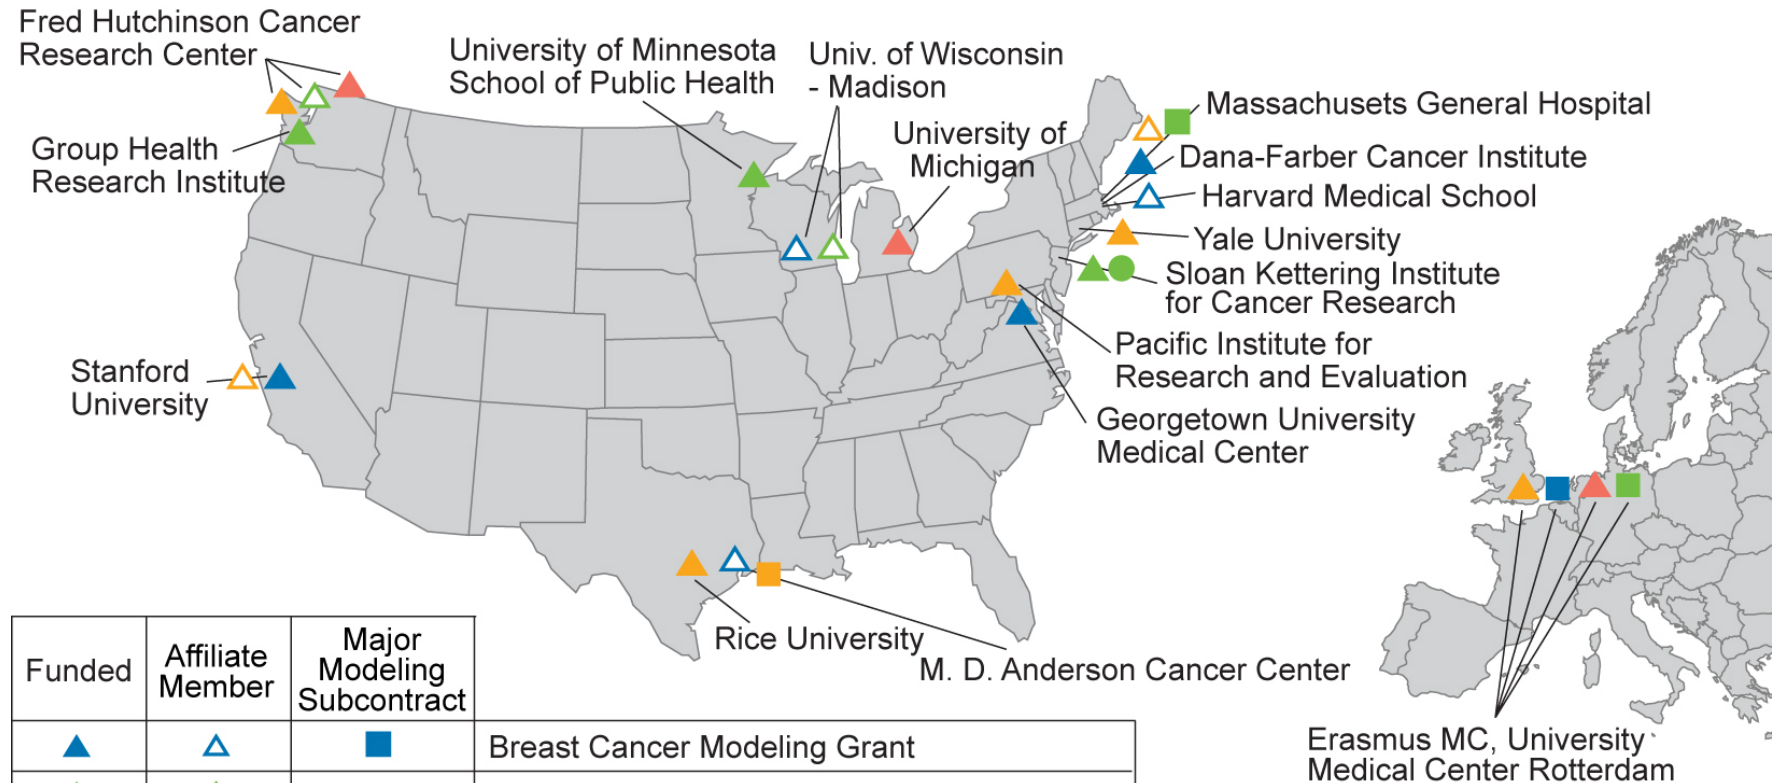 Fred Hutchinson Cancer
Research Center
University of Minnesota
School of Public Health
Univ. of Wisconsin
- Madison
University of
Michigan
Massachusets General Hospital
Dana-Farber Cancer Institute
Harvard Medical School
Yale University
Sloan Kettering Institute
for Cancer Research
Pacific Institute for
Research and Evaluation
Georgetown University
Medical Center
Group Health
Research Institute
Stanford
University
Rice University
M. D. Anderson Cancer Center
Erasmus MC, University
Medical Center Rotterdam
Funded
Affiliate
Member
Major
Modeling
Subcontract
Breast Cancer Modeling Grant